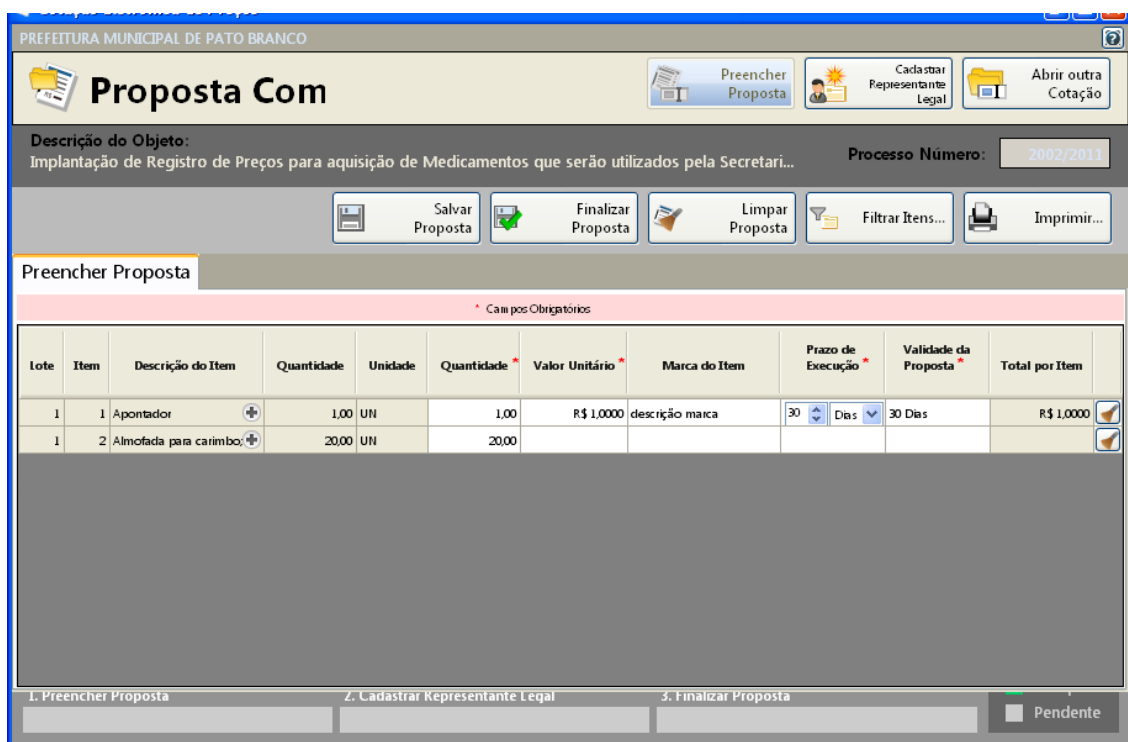 PREFEITURA MUNICIPAL DE PATO BRANCO
Proposta Com
Preencher
Proposta
Cadastrar
Representante
Legal
Abrir outra
Cotação
Descrição do Objeto:
Implantação de Registro de Preços para aquisição de Medicamentos que serão utilizados pela Secretari...
Processo Número:
2002/2011
Salvar
Proposta
Finalizar
Proposta
Limpar
Proposta
Filtrar Itens...
Imprimir...
Preencher Proposta
* Campos Obrigatórios
Lote Item Descrição do Item Quantidade Unidade Quantidade * Valor Unitário * Marca do Item Prazo de Execução * Validade da Proposta * Total por Item
1 1 Apontador 1,00 UN 1,00 R$ 1,0000 descrição marca 30 Dias 30 Dias R$ 1,0000
1 2 Almofada para carimbo; 20,00 UN 20,00
1. Preencher Proposta 2. Cadastrar Representante Legal 3. Finalizar Proposta
Pendente